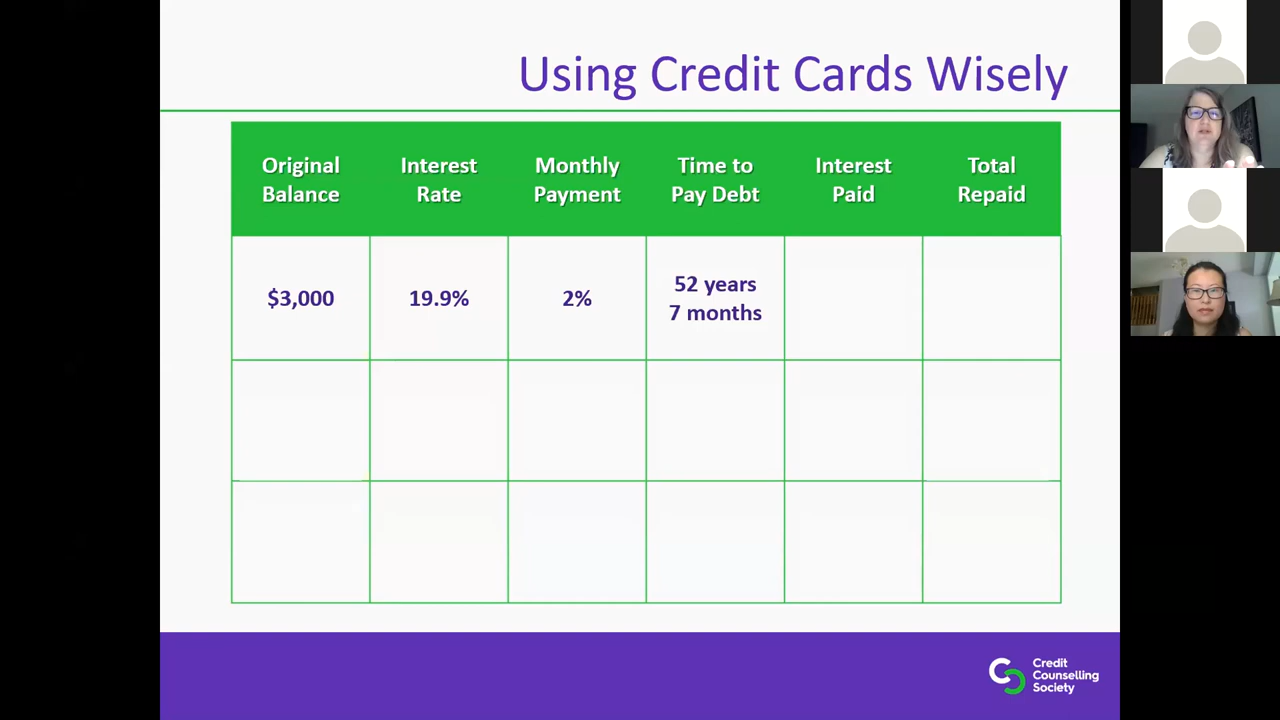 Using Credit Cards Wisely
Original
Balance
Interest
Rate
Monthly
Payment
Time to
Pay Debt
Interest
Paid
Total
Repaid
$3,000
19.9%
2%
52 years
7 months
Credit
Counselling
Society